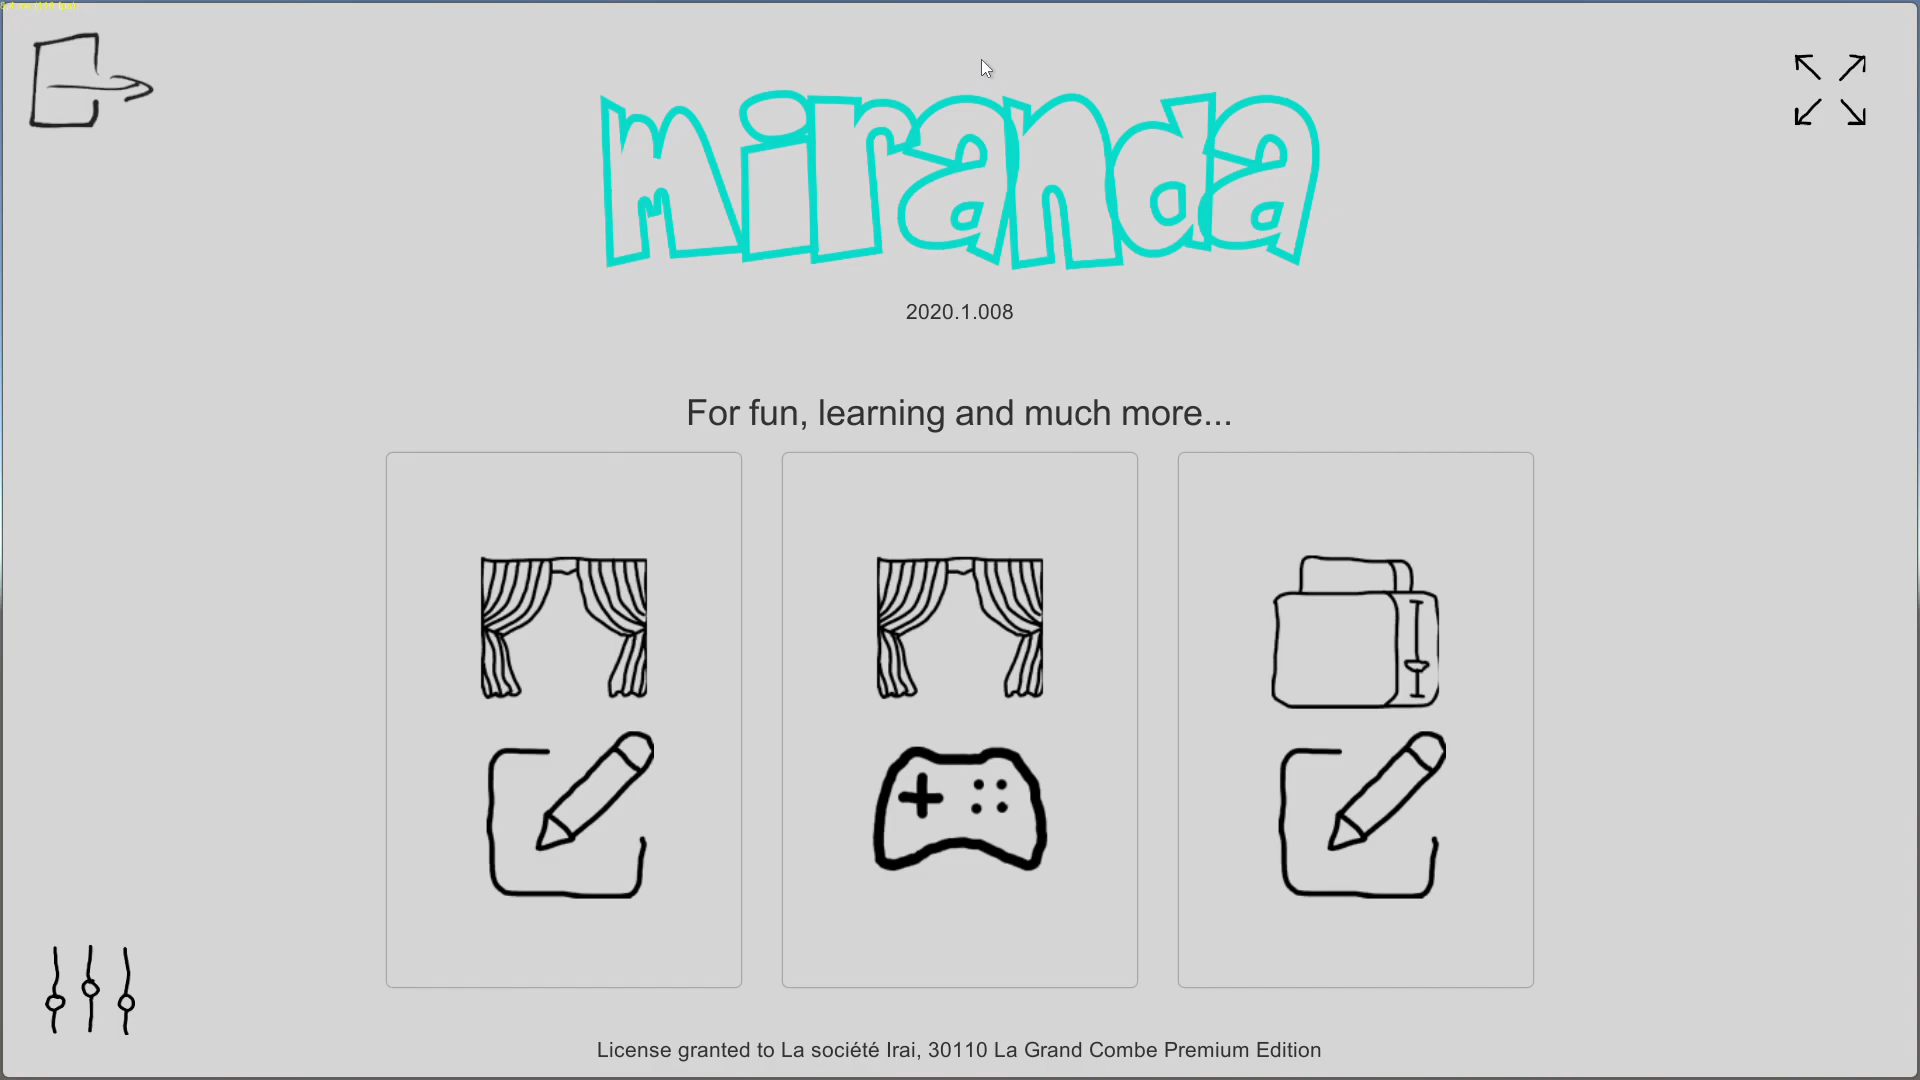 miranda
2020.1.008
For fun, learning and much more...
License granted to La société Irai, 30110 La Grand Combe Premium Edition